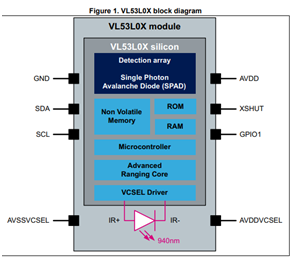 Figure 1. VL53L0X block diagram
VL53L0X module
VL53L0X silicon
Detection array
Single Photon
Avalanche Diode (SPAD)
GND
AVDD
SDA
Non Volatile
Memory
ROM
XSHUT
SCL
RAM
GPIO1
Microcontroller
Advanced
Ranging Core
VCSEL Driver
AVSSVCSEL
IR+
IR-
AVDDVCSEL
940nm